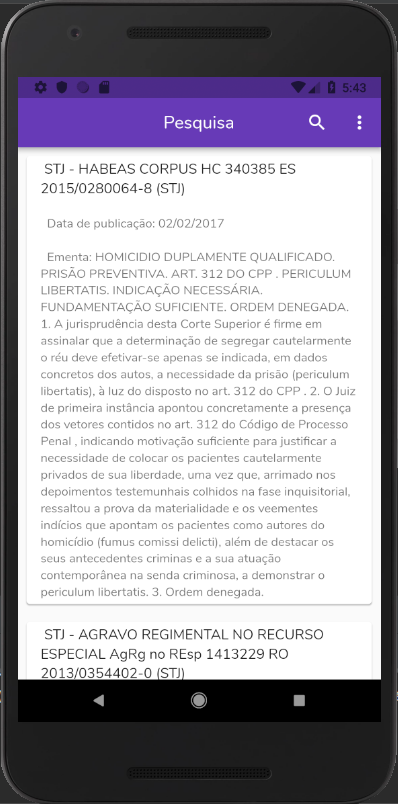 5:43
Pesquisa
STJ - HABEAS CORPUS HC 340385 ES
2015/0280064-8 (STJ)
Data de publicação: 02/02/2017
Ementa: HOMICIDIO DUPLAMENTE QUALIFICADO.
PRISÃO PREVENTIVA. ART. 312 DO CPP . PERICULUM
LIBERTATIS. INDICAÇÃO NECESSÁRIA.
FUNDAMENTAÇÃO SUFICIENTE. ORDEM DENEGADA.
1. A jurisprudência desta Corte Superior é firme em
assinalar que a determinação de segregar cautelarmente
o réu deve efetivar-se apenas se indicada, em dados
concretos dos autos, a necessidade da prisão (periculum
libertatis), à luz do disposto no art. 312 do CPP . 2. O Juiz
de primeira instância apontou concretamente a presença
dos vetores contidos no art. 312 do Código de Processo
Penal , indicando motivação suficiente para justificar a
necessidade de colocar os pacientes cautelarmente
privados de sua liberdade, uma vez que, arrimado nos
depoimentos testemunhais colhidos na fase inquisitorial,
ressaltou a prova da materialidade e os veementes
indícios que apontam os pacientes como autores do
homicídio (fumus comissi delicti), além de destacar os
seus antecedentes criminas e a sua atuação
contemporânea na senda criminosa, a demonstrar o
periculum libertatis. 3. Ordem denegada.
STJ - AGRAVO REGIMENTAL NO RECURSO
ESPECIAL AgRg no REsp 1413229 RO
2013/0354402-0 (STJ)